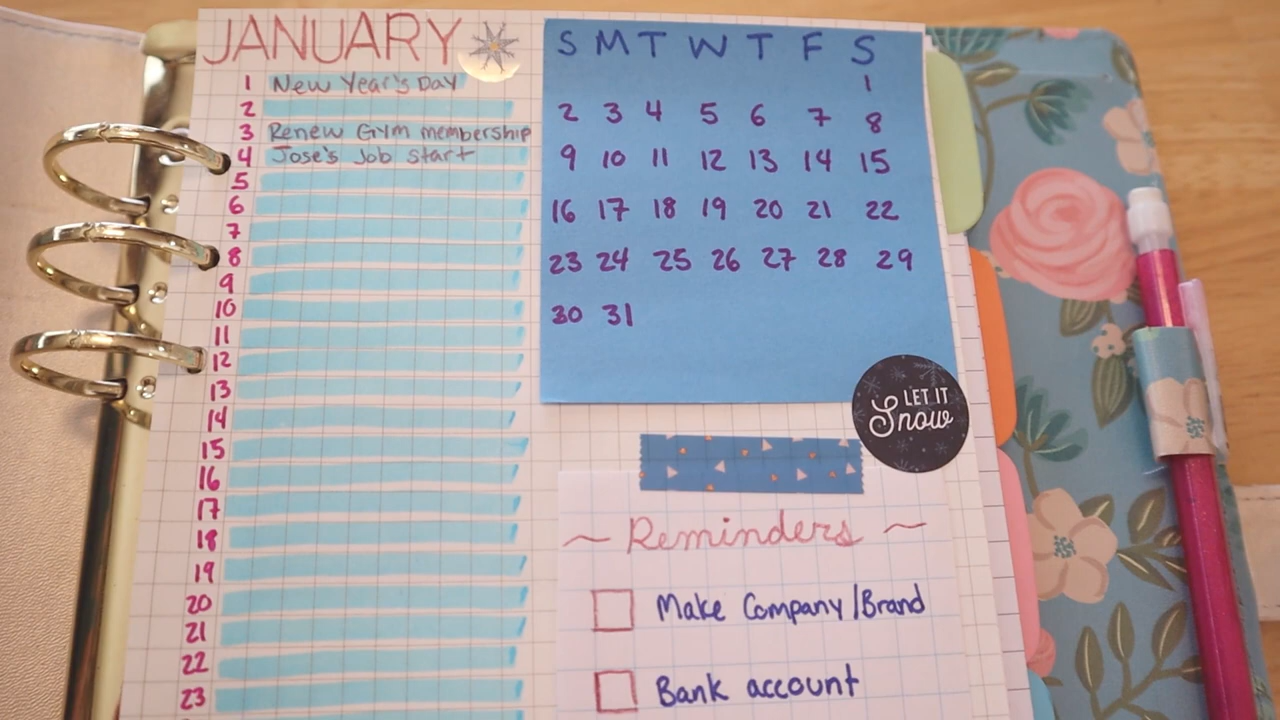 JANUARY
1 New Year's Day
2
3 Renew Gym membership
4 Jose's Job start
5
6
7
8
9
10
11
12
13
14
15
16
17
18
19
20
21
22
23
S M T W T F S
1
2 3 4 5 6 7 8
9 10 11 12 13 14 15
16 17 18 19 20 21 22
23 24 25 26 27 28 29
30 31
LET IT
Snow
~ Reminders ~
Make Company/Brand
Bank account